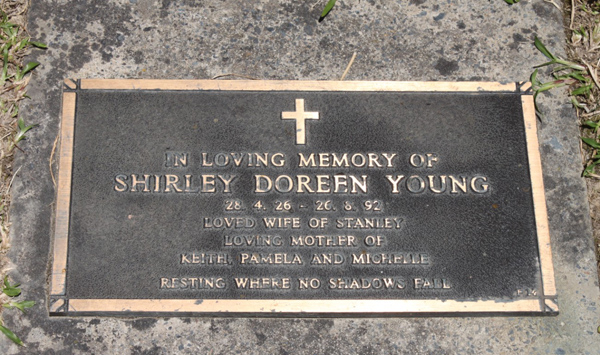 IN LOVING MEMORY OF
SHIRLEY DOREEN YOUNG
28. 4. 26 - 26. 8. 92
LOVED WIFE OF STANLEY
LOVING MOTHER OF
KEITH, PAMELA AND MICHELLE
RESTING WHERE NO SHADOWS FALL